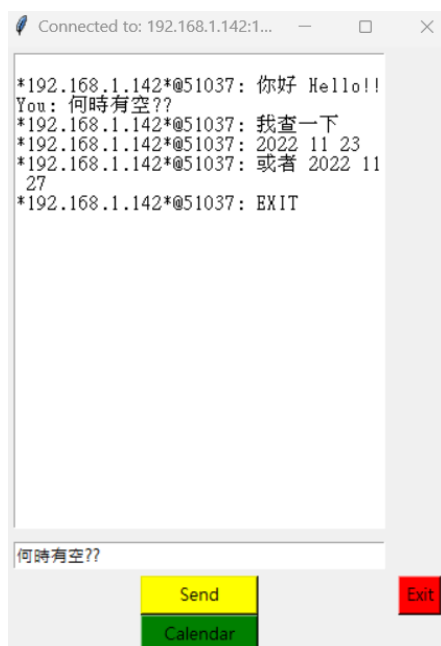 Connected to: 192.168.1.142:1...
*192.168.1.142*@51037: 你好 Hello!!
You: 何時有空??
*192.168.1.142*@51037: 我查一下
*192.168.1.142*@51037: 2022 11 23
*192.168.1.142*@51037: 或者 2022 11
27
*192.168.1.142*@51037: EXIT
何時有空??
Send
Exit
Calendar